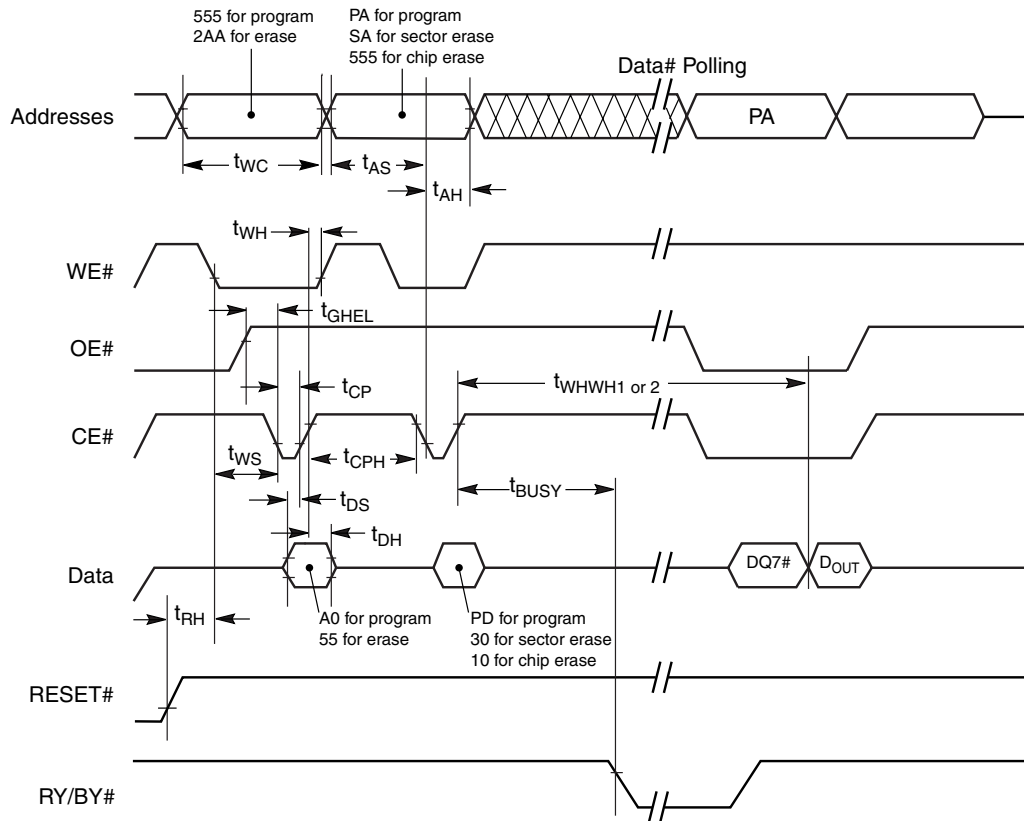 555 for program
2AA for erase
PA for program
SA for sector erase
555 for chip erase
Data# Polling
Addresses
PA
tWC
tAS
tAH
tWH
WE#
tGHEL
OE#
tCP
tWHWH1 or 2
CE#
tWS
tCPH
tBUSY
tDS
tDH
Data
DQ7#
DOUT
tRH
A0 for program
55 for erase
PD for program
30 for sector erase
10 for chip erase
RESET#
RY/BY#